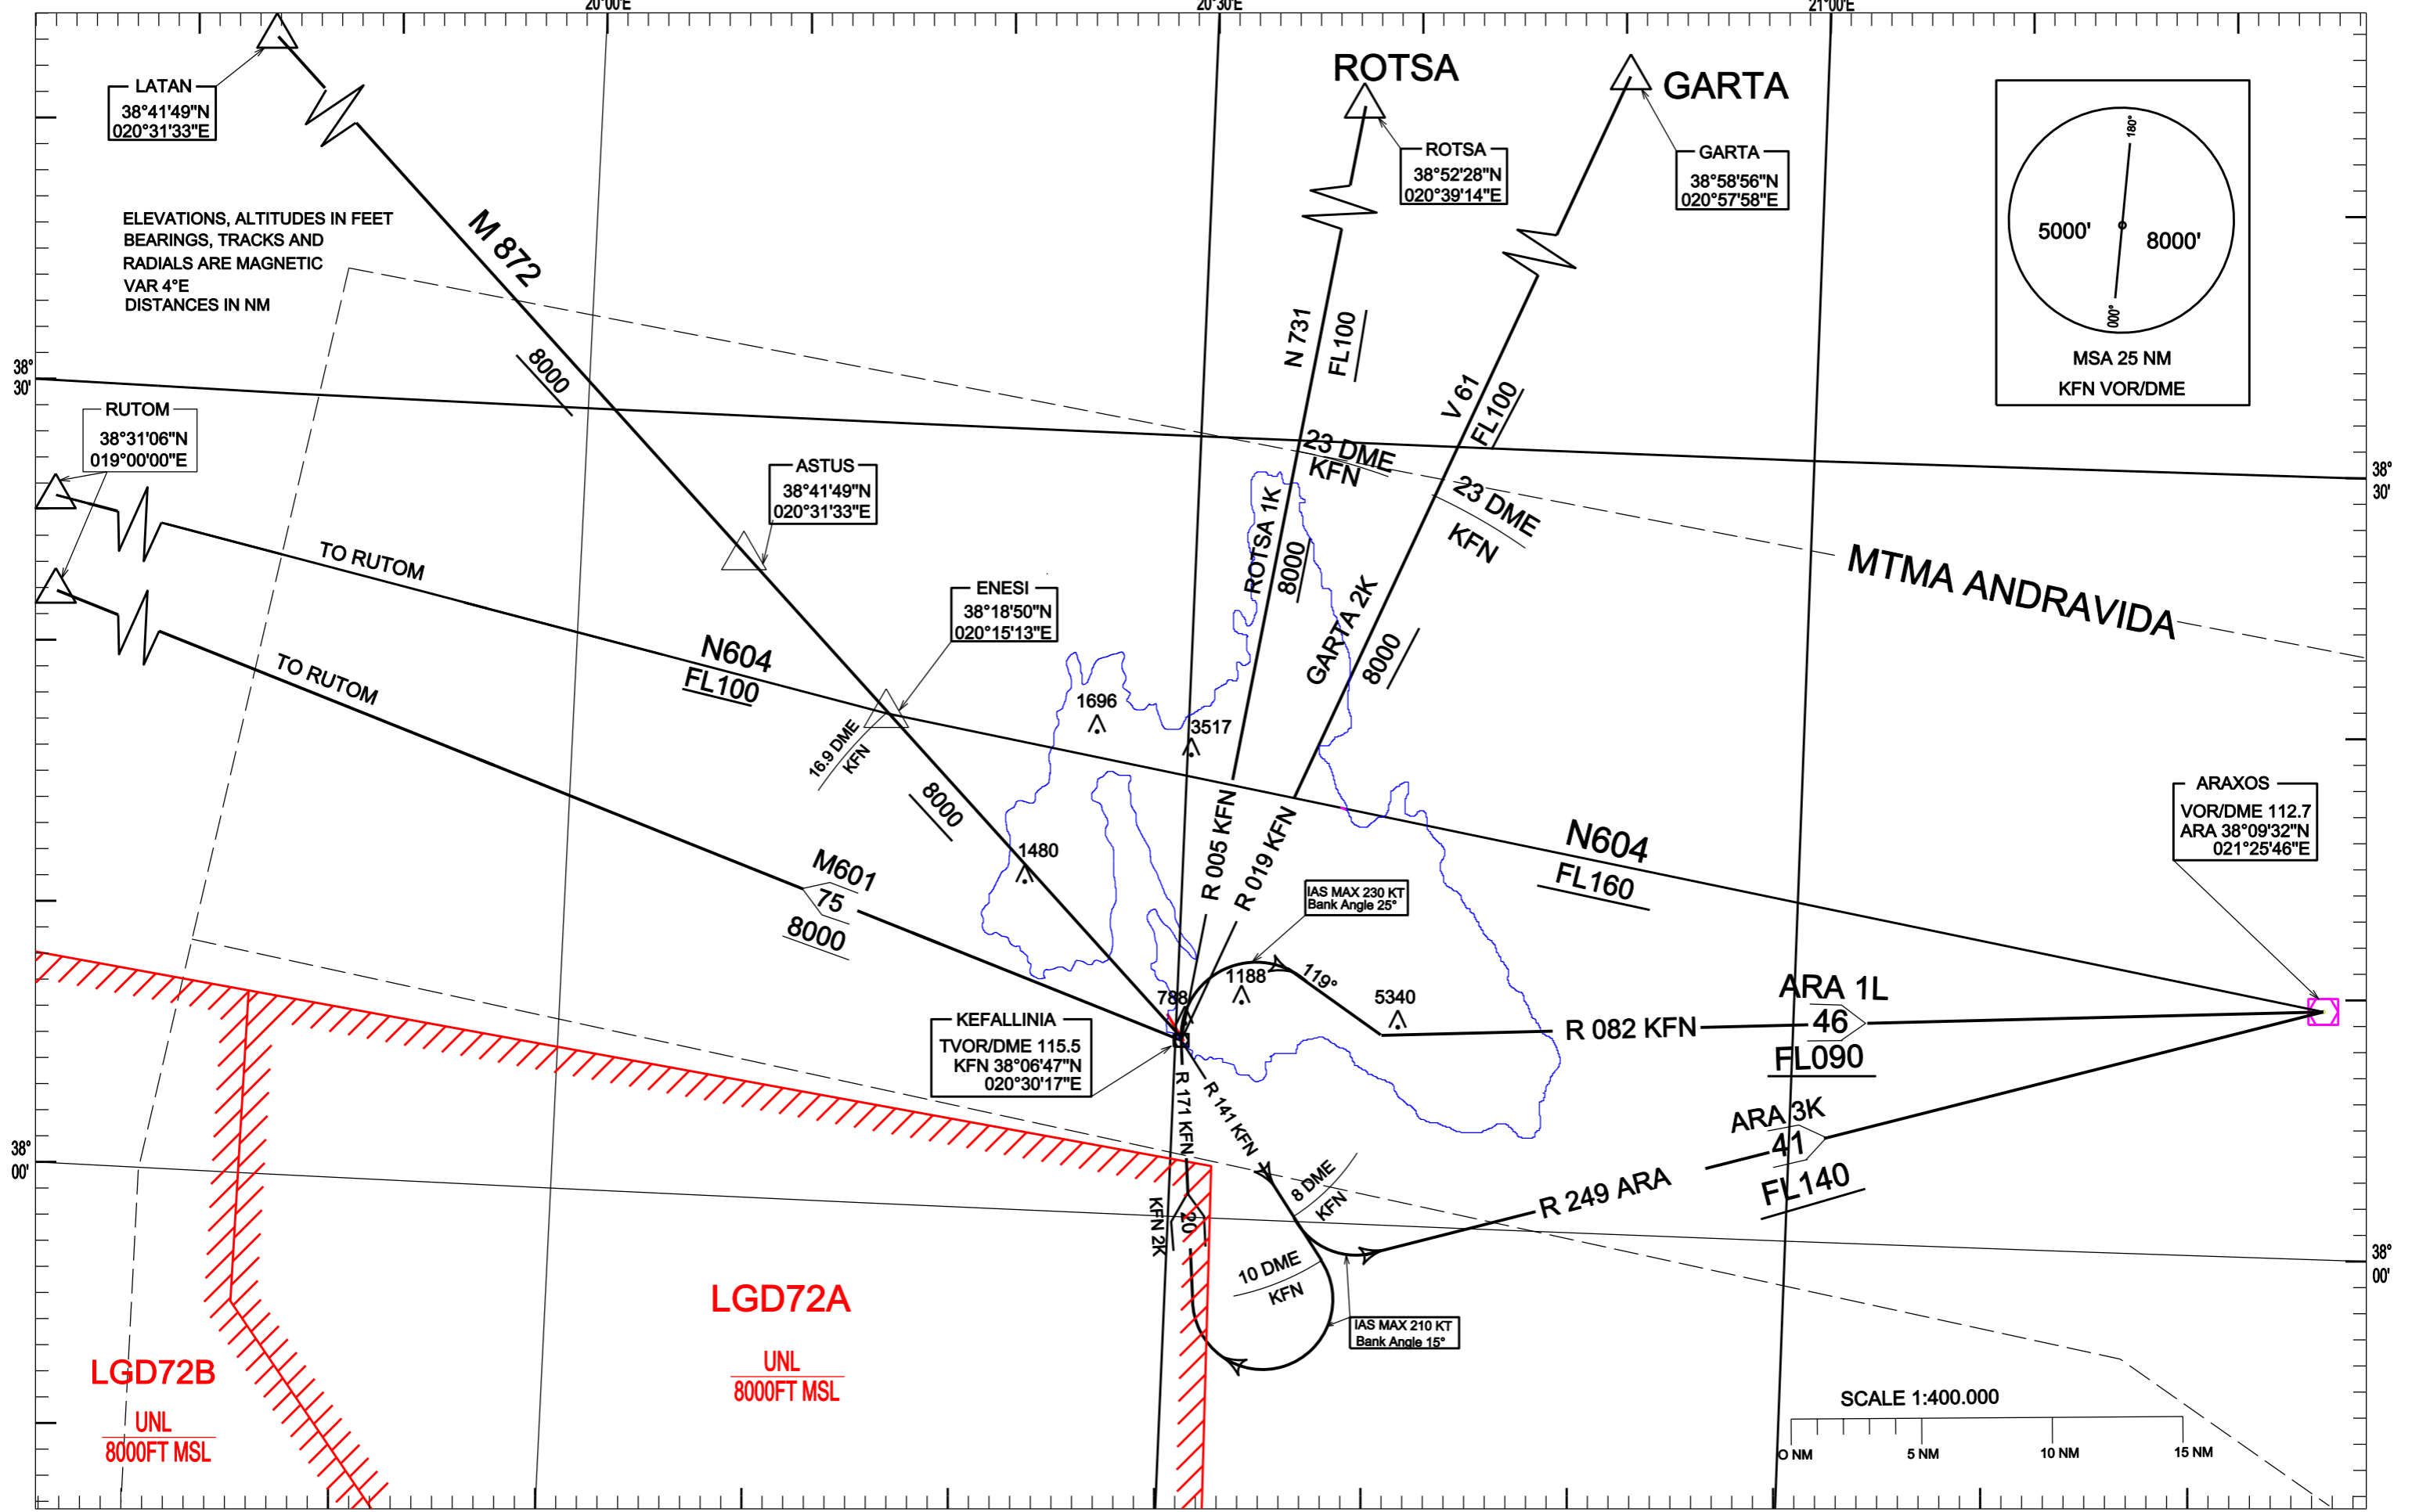 20°00'E
20°30'E
21°00'E
LATAN
38°41'49"N
020°31'33"E
ROTSA
GARTA
ROTSA
38°52'28"N
020°39'14"E
GARTA
38°58'56"N
020°57'58"E
180°
5000'
8000'
000°
MSA 25 NM
KFN VOR/DME
ELEVATIONS, ALTITUDES IN FEET
BEARINGS, TRACKS AND
RADIALS ARE MAGNETIC
VAR 4°E
DISTANCES IN NM
M 872
8000
N 731
FL100
V 61
FL100
38°
30'
RUTOM
38°31'06"N
019°00'00"E
ASTUS
38°41'49"N
020°31'33"E
23 DME
KFN
23 DME
KFN
38°
30'
ROTSA 1K
8000
GARTA 2K
8000
MTMA ANDRAVIDA
TO RUTOM
TO RUTOM
ENESI
38°18'50"N
020°15'13"E
N604
FL100
16.9 DME
KFN
1696
3517
8000
1480
R 005 KFN
R 019 KFN
N604
FL160
ARAXOS
VOR/DME 112.7
ARA 38°09'32"N
021°25'46"E
M601
75
8000
IAS MAX 230 KT
Bank Angle 25°
1188
119°
5340
788
ARA 1L
R 082 KFN
46
FL090
KEFALLINIA
TVOR/DME 115.5
KFN 38°06'47"N
020°30'17"E
R 171 KFN
R 141 KFN
ARA 3K
41
FL140
R 249 ARA
8 DME
KFN
38°
00'
KFN 2K
20
10 DME
KFN
38°
00'
IAS MAX 210 KT
Bank Angle 15°
LGD72A
UNL
8000FT MSL
LGD72B
UNL
8000FT MSL
SCALE 1:400.000
O NM
5 NM
10 NM
15 NM